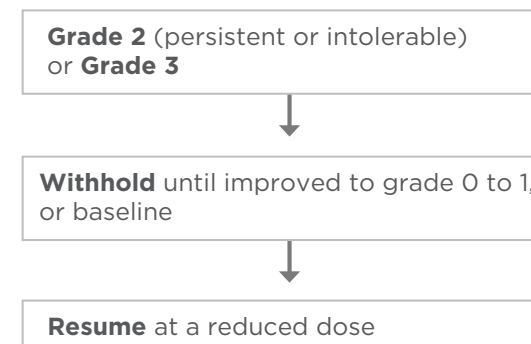 Grade 2 (persistent or intolerable)
or Grade 3
Withhold until improved to grade 0 to 1,
or baseline
Resume at a reduced dose